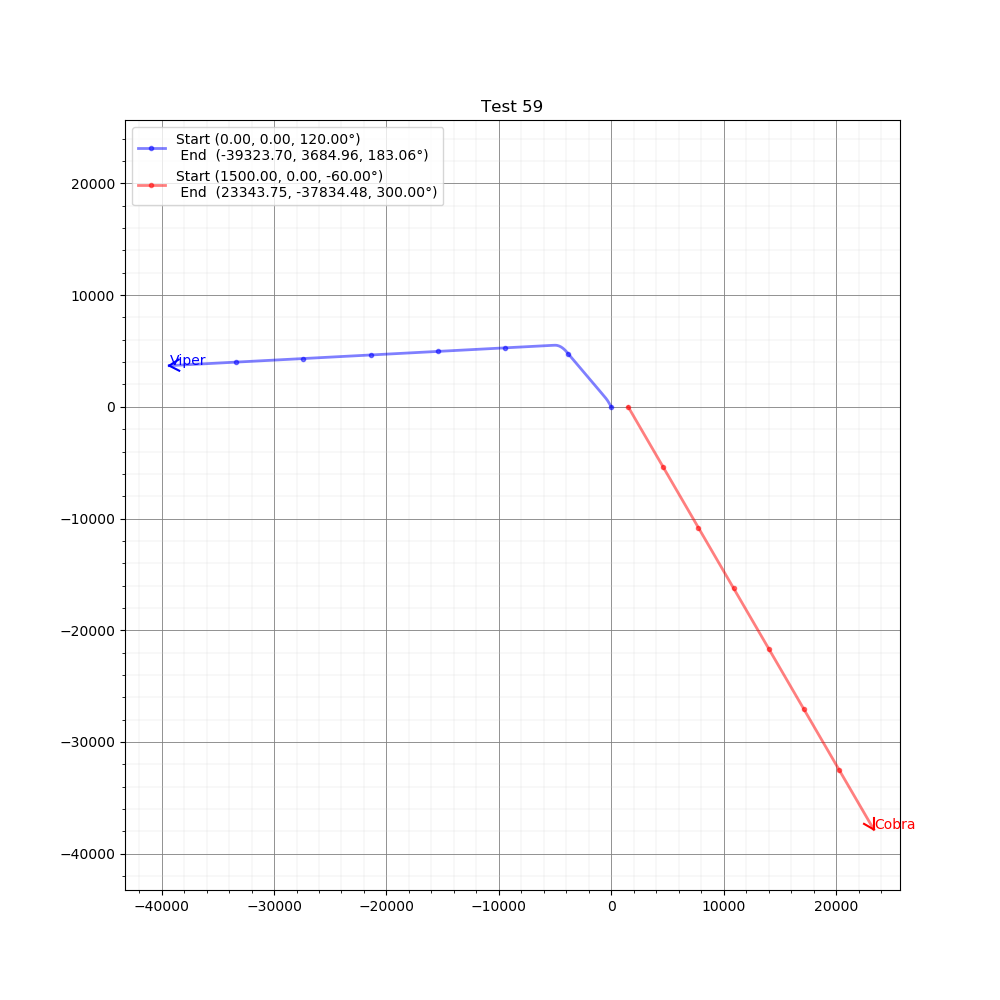 Test 59
Start (0.00, 0.00, 120.00°)
End (-39323.70, 3684.96, 183.06°)
Start (1500.00, 0.00, -60.00°)
End (23343.75, -37834.48, 300.00°)
20000
10000
0
−10000
−20000
−30000
−40000
Viper
Cobra
−40000 −30000 −20000 −10000 0 10000 20000